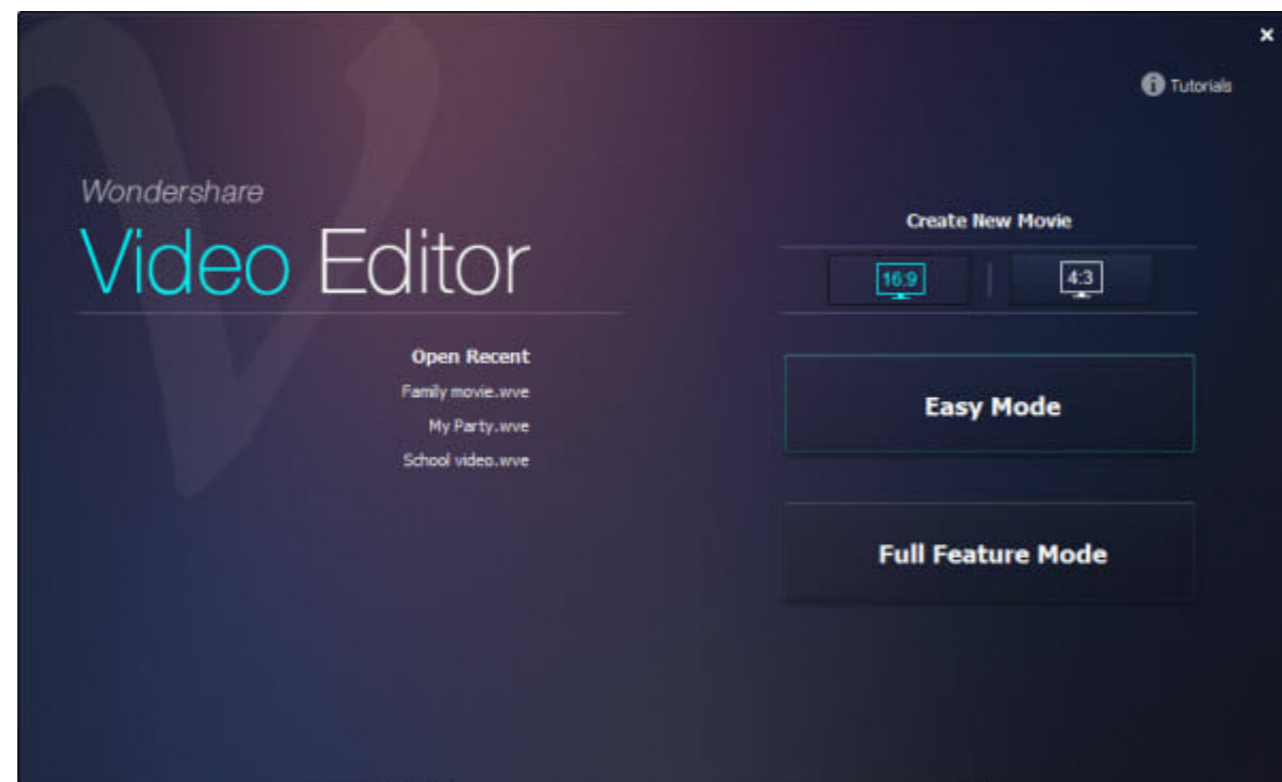 Tutorials
Wondershare
Video Editor
Open Recent
Family movie.wve
My Party.wve
School video.wve
Create New Movie
16:9
4:3
Easy Mode
Full Feature Mode